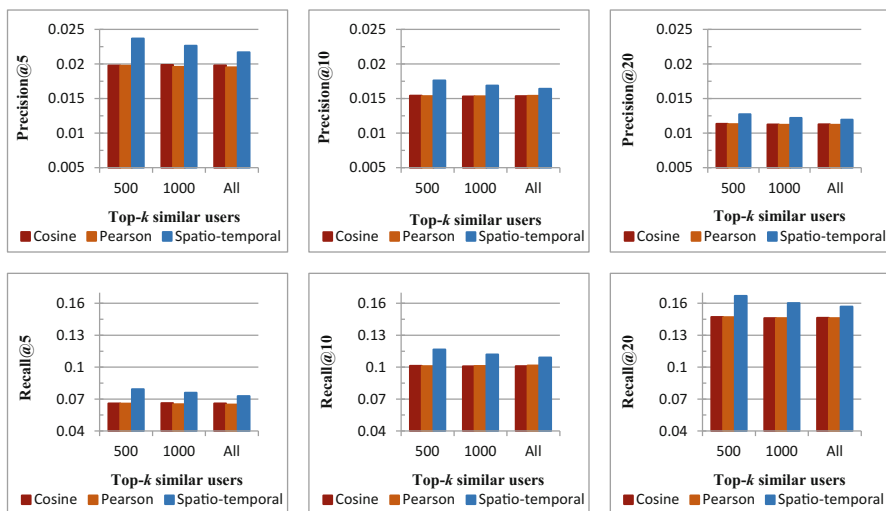 Precision@5
0.025
0.02
0.015
0.01
0.005
500 1000 All
Top-k similar users
Cosine Pearson Spatio-temporal
Precision@10
0.025
0.02
0.015
0.01
0.005
500 1000 All
Top-k similar users
Cosine Pearson Spatio-temporal
Precision@20
0.025
0.02
0.015
0.01
0.005
500 1000 All
Top-k similar users
Cosine Pearson Spatio-temporal
Recall@5
0.16
0.13
0.1
0.07
0.04
500 1000 All
Top-k similar users
Cosine Pearson Spatio-temporal
Recall@10
0.16
0.13
0.1
0.07
0.04
500 1000 All
Top-k similar users
Cosine Pearson Spatio-temporal
Recall@20
0.16
0.13
0.1
0.07
0.04
500 1000 All
Top-k similar users
Cosine Pearson Spatio-temporal